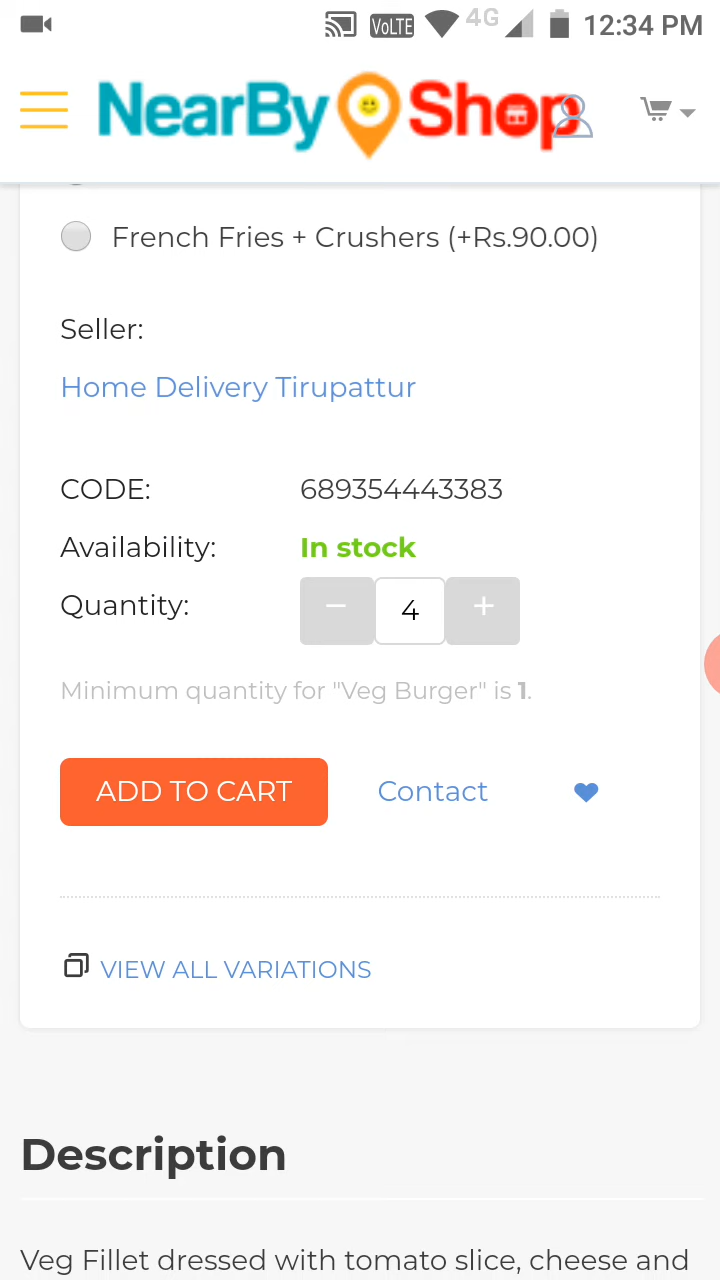 VoLTE 4G 12:34 PM
NearBy Shop
French Fries + Crushers (+Rs.90.00)
Seller:
Home Delivery Tirupattur
CODE: 689354443383
Availability: In stock
Quantity: − 4 +
Minimum quantity for "Veg Burger" is 1.
ADD TO CART Contact
VIEW ALL VARIATIONS
Description
Veg Fillet dressed with tomato slice, cheese and